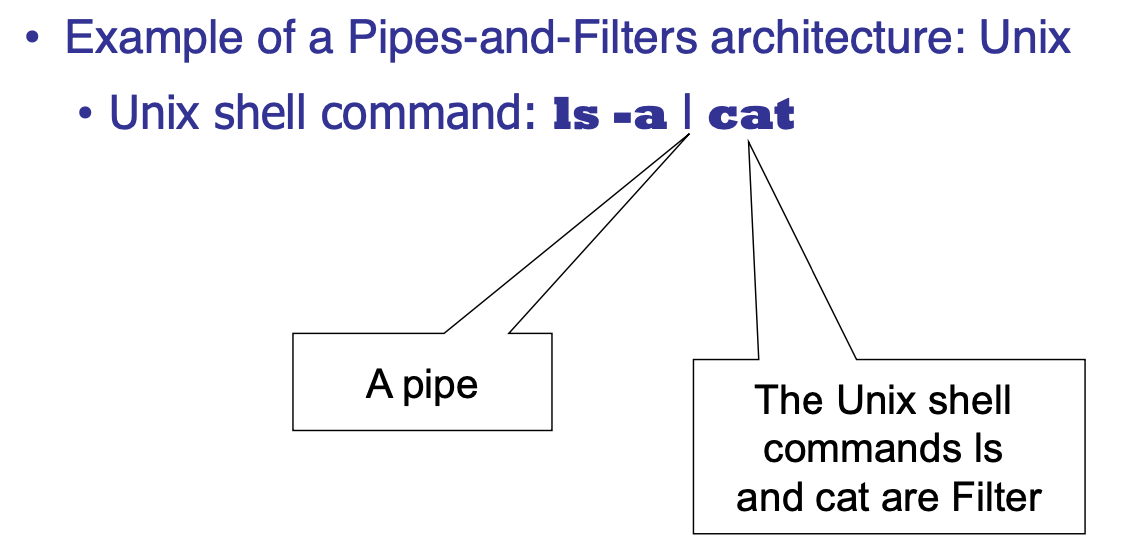 • Example of a Pipes-and-Filters architecture: Unix
• Unix shell command: ls -a | cat
A pipe
The Unix shell
commands ls
and cat are Filter